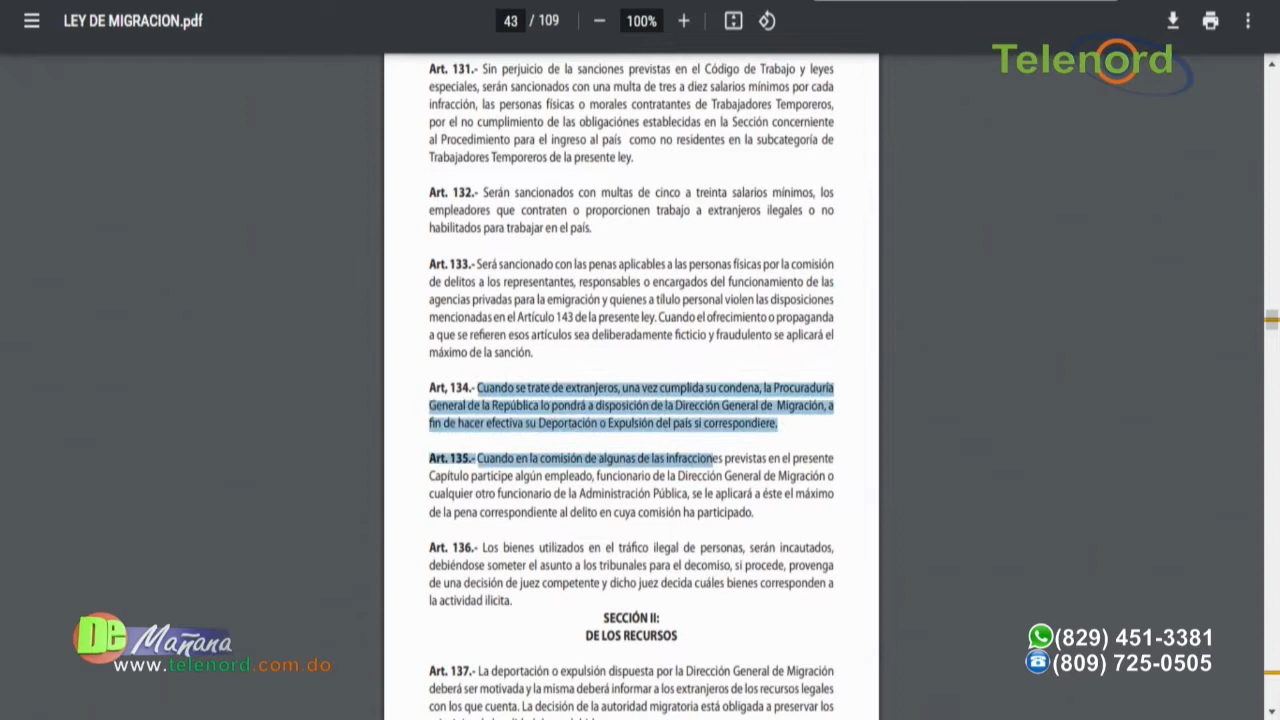 LEY DE MIGRACION.pdf
43 / 109
100%
Telenord
Art. 131.- Sin perjuicio de la sanciones previstas en el Código de Trabajo y leyes
especiales, serán sancionados con una multa de tres a diez salarios mínimos por cada
infracción, las personas físicas o morales contratantes de Trabajadores Temporeros,
por el no cumplimiento de las obligaciónes establecidas en la Sección concerniente
al Procedimiento para el ingreso al país como no residentes en la subcategoría de
Trabajadores Temporeros de la presente ley.
Art. 132.- Serán sancionados con multas de cinco a treinta salarios mínimos, los
empleadores que contraten o proporcionen trabajo a extranjeros ilegales o no
habilitados para trabajar en el país.
Art. 133.- Será sancionado con las penas aplicables a las personas físicas por la comisión
de delitos a los representantes, responsables o encargados del funcionamiento de las
agencias privadas para la emigración y quienes a título personal violen las disposiciones
mencionadas en el Artículo 143 de la presente ley. Cuando el ofrecimiento o propaganda
a que se refieren esos artículos sea deliberadamente ficticio y fraudulento se aplicará el
máximo de la sanción.
Art, 134.- Cuando se trate de extranjeros, una vez cumplida su condena, la Procuraduría
General de la República lo pondrá a disposición de la Dirección General de Migración, a
fin de hacer efectiva su Deportación o Expulsión del país si correspondiere.
Art. 135.- Cuando en la comisión de algunas de las infracciones previstas en el presente
Capítulo participe algún empleado, funcionario de la Dirección General de Migración o
cualquier otro funcionario de la Administración Pública, se le aplicará a éste el máximo
de la pena correspondiente al delito en cuya comisión ha participado.
Art. 136.- Los bienes utilizados en el tráfico ilegal de personas, serán incautados,
debiéndose someter el asunto a los tribunales para el decomiso, si procede, provenga
de una decisión de juez competente y dicho juez decida cuáles bienes corresponden a
la actividad ilicita.
SECCIÓN II:
DE LOS RECURSOS
Art. 137.- La deportación o expulsión dispuesta por la Dirección General de Migración
deberá ser motivada y la misma deberá informar a los extranjeros de los recursos legales
con los que cuenta. La decisión de la autoridad migratoria está obligada a preservar los
De Mañana
www.telenord.com.do
(829) 451-3381
(809) 725-0505